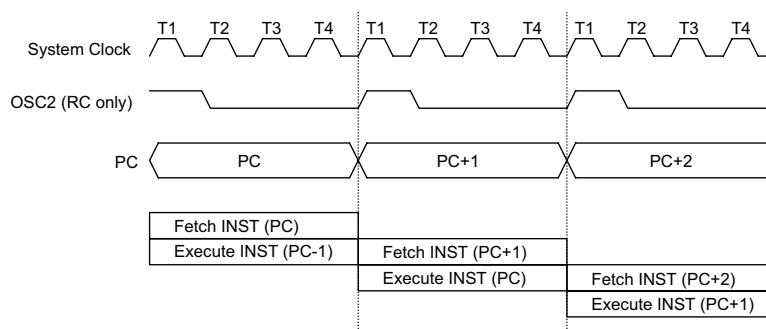 T1 T2 T3 T4 T1 T2 T3 T4 T1 T2 T3 T4
System Clock
OSC2 (RC only)
PC PC PC+1 PC+2
Fetch INST (PC)
Execute INST (PC-1) Fetch INST (PC+1)
Execute INST (PC) Fetch INST (PC+2)
Execute INST (PC+1)